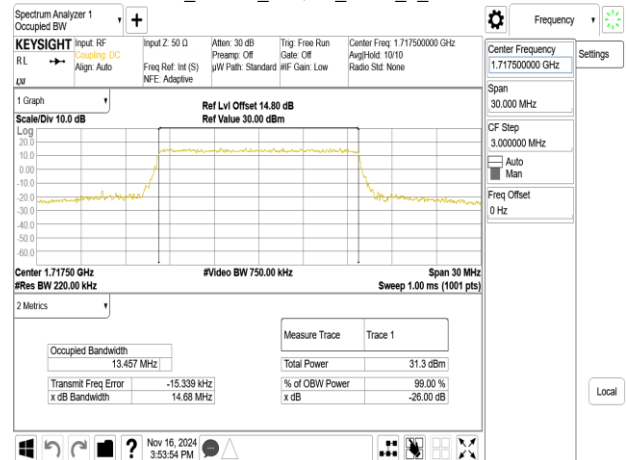 Spectrum Analyzer 1
Occupied BW
Frequency
KEYSIGHT
Input: RF
Coupling: DC
Align: Auto
Input Z: 50 Ω
Freq Ref: Int (S)
NFE: Adaptive
Atten: 30 dB
Preamp: Off
µW Path: Standard
Trig: Free Run
Gate: Off
#IF Gain: Low
Center Freq: 1.717500000 GHz
Avg|Hold: 10/10
Radio Std: None
RL
LXI
Center Frequency
1.717500000 GHz
Settings
Span
30.000 MHz
CF Step
3.000000 MHz
Auto
Man
Freq Offset
0 Hz
Local
1 Graph
Scale/Div 10.0 dB
Ref Lvl Offset 14.80 dB
Ref Value 30.00 dBm
Log
20.0
10.0
0.00
-10.0
-20.0
-30.0
-40.0
-50.0
-60.0
Center 1.71750 GHz
#Video BW 750.00 kHz
Span 30 MHz
#Res BW 220.00 kHz
Sweep 1.00 ms (1001 pts)
2 Metrics
Occupied Bandwidth
13.457 MHz
Transmit Freq Error -15.339 kHz
x dB Bandwidth 14.68 MHz
Measure Trace Trace 1
Total Power 31.3 dBm
% of OBW Power 99.00 %
x dB -26.00 dB
?
Nov 16, 2024
3:53:54 PM